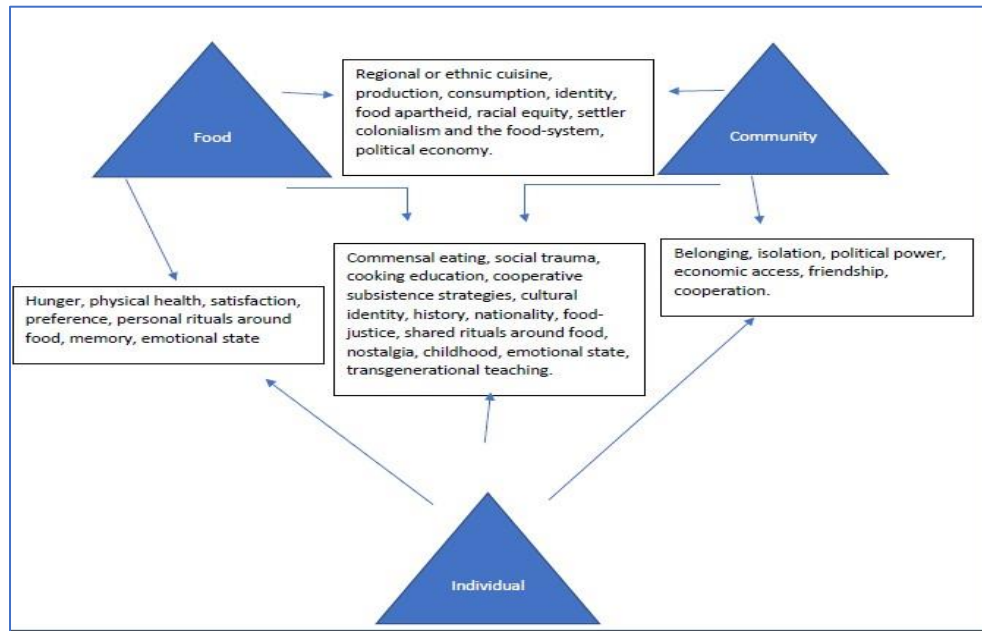 Regional or ethnic cuisine,
production, consumption, identity,
food apartheid, racial equity, settler
colonialism and the food-system,
political economy.
Food
Community
Commensal eating, social trauma,
cooking education, cooperative
subsistence strategies, cultural
identity, history, nationality, food-
justice, shared rituals around food,
nostalgia, childhood, emotional state,
transgenerational teaching.
Belonging, isolation, political power,
economic access, friendship,
cooperation.
Hunger, physical health, satisfaction,
preference, personal rituals around
food, memory, emotional state
Individual